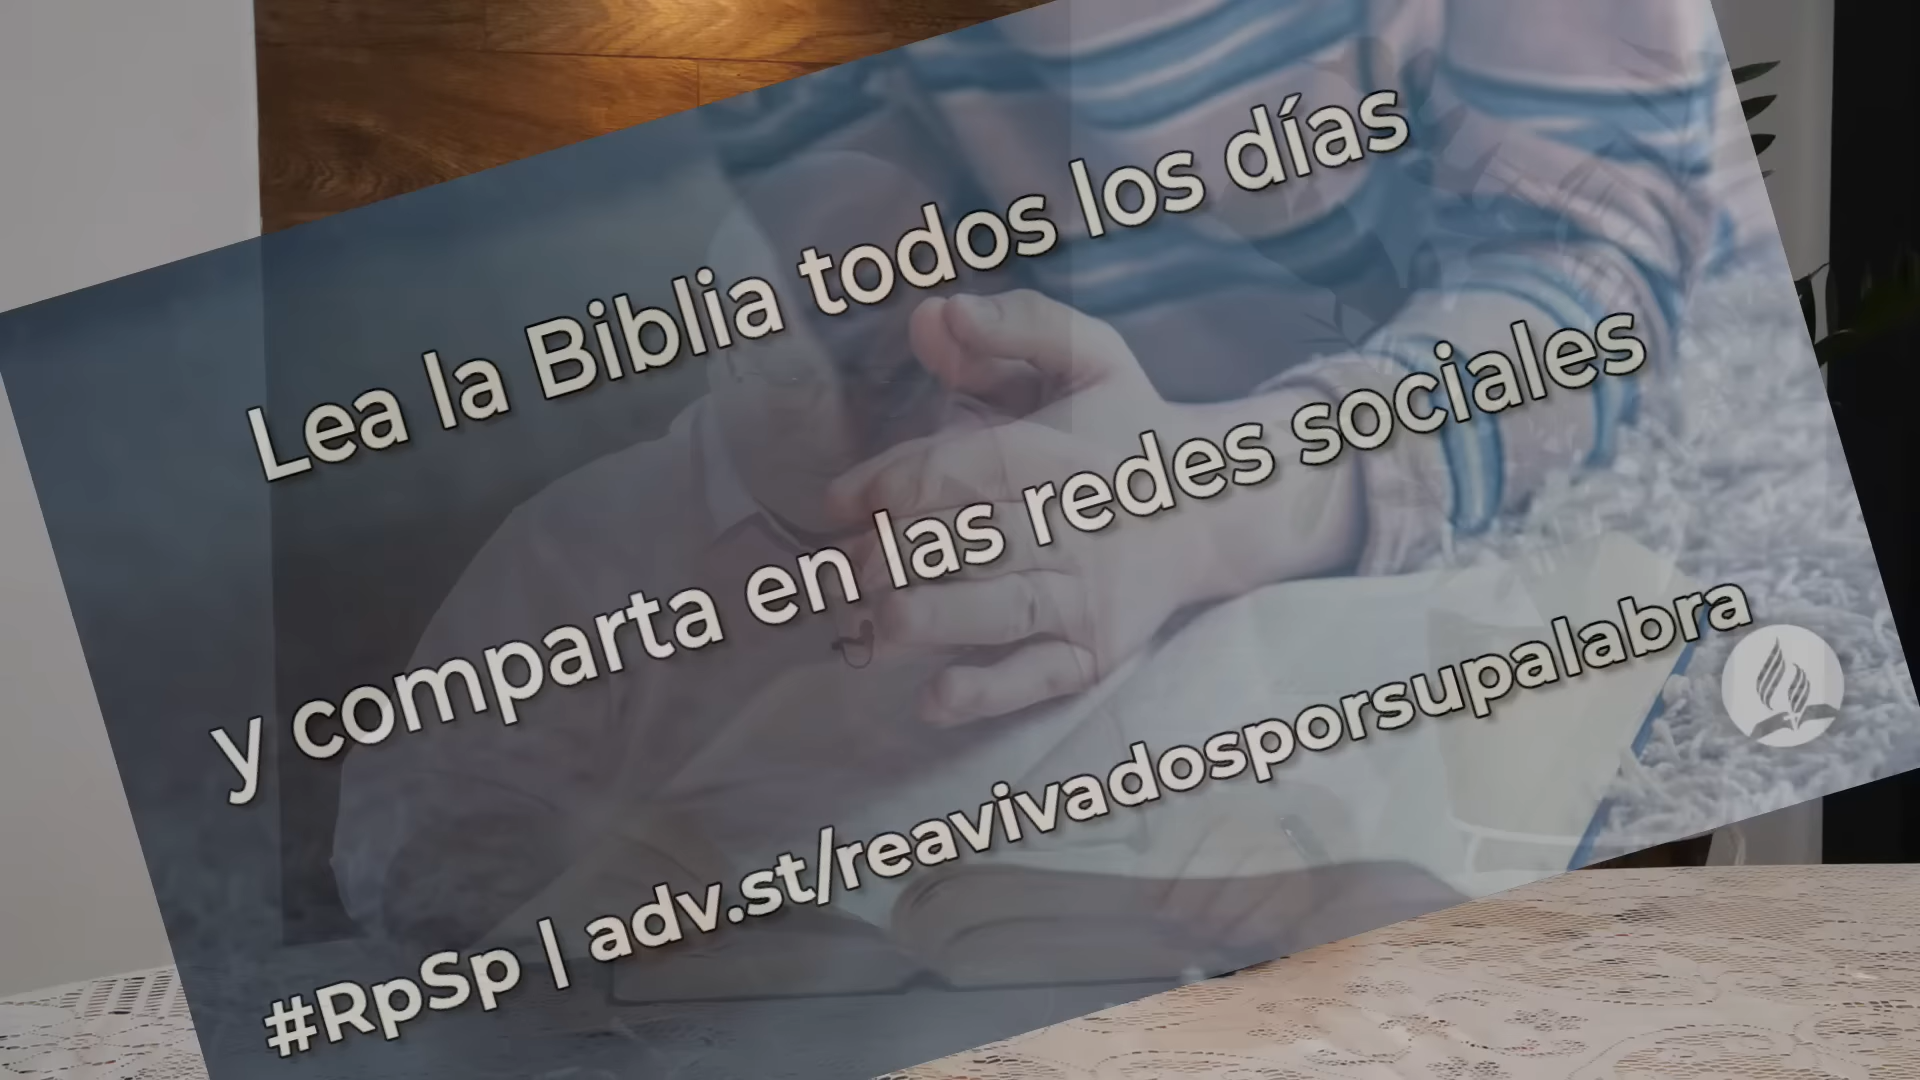 Lea la Biblia todos los días
y comparta en las redes sociales
#RpSp | adv.st/reavivadosporsupalabra